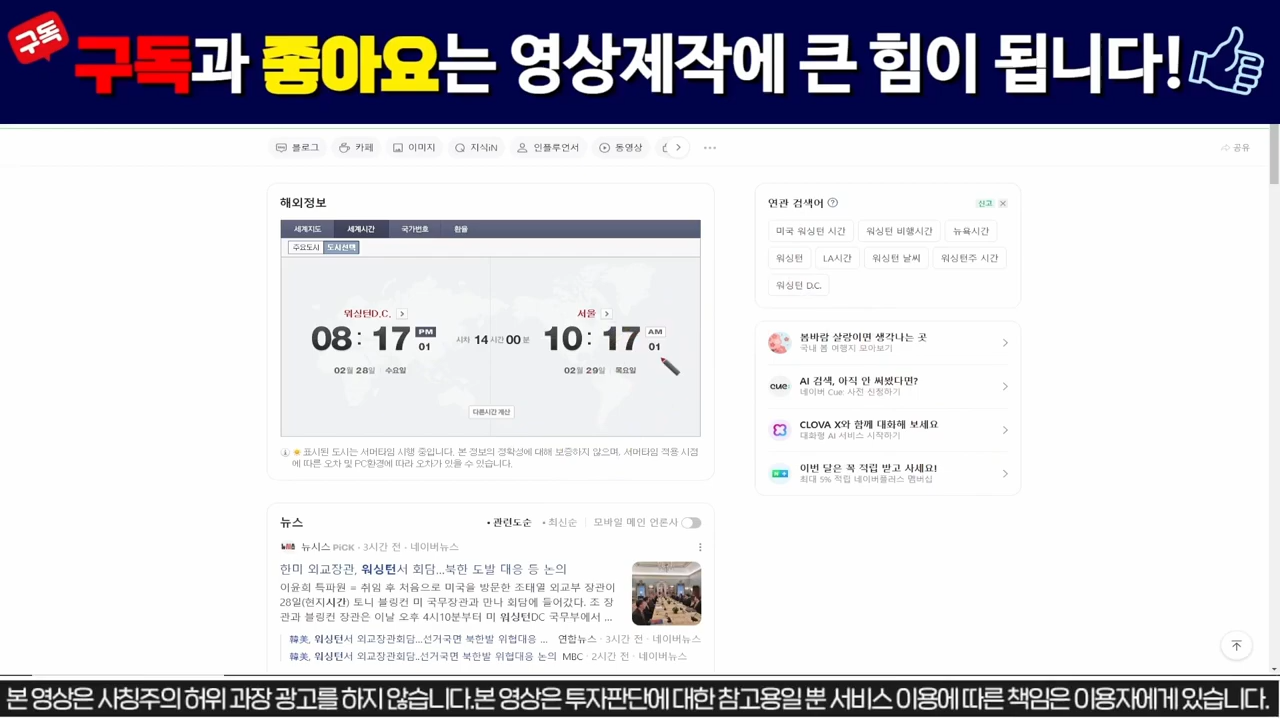 구독
구독과 좋아요는 영상제작에 큰 힘이 됩니다!
블로그 카페 이미지 지식iN 인플루언서 동영상
공유
해외정보
세계지도 세계시간 국가번호 환율
주요도시 도시선택
워싱턴D.C.
08 : 17 PM 01
02월 28일 수요일
시차 14 시간 00 분
서울
10 : 17 AM 01
02월 29일 목요일
다른시간 계산
표시된 도시는 서머타임 시행 중입니다. 본 정보의 정확성에 대해 보증하지 않으며, 서머타임 적용 시점
에 따른 오차 및 PC환경에 따라 오차가 있을 수 있습니다.
뉴스
• 관련도순 • 최신순 모바일 메인 언론사
뉴시스 PiCK · 3시간 전 · 네이버뉴스
한미 외교장관, 워싱턴서 회담...북한 도발 대응 등 논의
이윤희 특파원 = 취임 후 처음으로 미국을 방문한 조태열 외교부 장관이
28일(현지시간) 토니 블링컨 미 국무장관과 만나 회담에 들어갔다. 조 장
관과 블링컨 장관은 이날 오후 4시10분부터 미 워싱턴DC 국무부에서 ...
韓美, 워싱턴서 외교장관회담...선거국면 북한발 위협대응 ... 연합뉴스 · 3시간 전 · 네이버뉴스
韓美, 워싱턴서 외교장관회담..선거국면 북한발 위협대응 논의 MBC · 2시간 전 · 네이버뉴스
연관 검색어 신고
미국 워싱턴 시간 워싱턴 비행시간 뉴욕시간
워싱턴 LA시간 워싱턴 날씨 워싱턴주 시간
워싱턴 D.C.
봄바람 살랑이면 생각나는 곳
국내 봄 여행지 모아보기
cue:
AI 검색, 아직 안 써봤다면?
네이버 Cue: 사전 신청하기
CLOVA X와 함께 대화해 보세요
대화형 AI 서비스 시작하기
이번 달은 꼭 적립 받고 사세요!
최대 5% 적립 네이버플러스 멤버십
본 영상은 사칭주의 허위 과장 광고를 하지 않습니다.본 영상은 투자판단에 대한 참고용일 뿐 서비스 이용에 따른 책임은 이용자에게 있습니다.